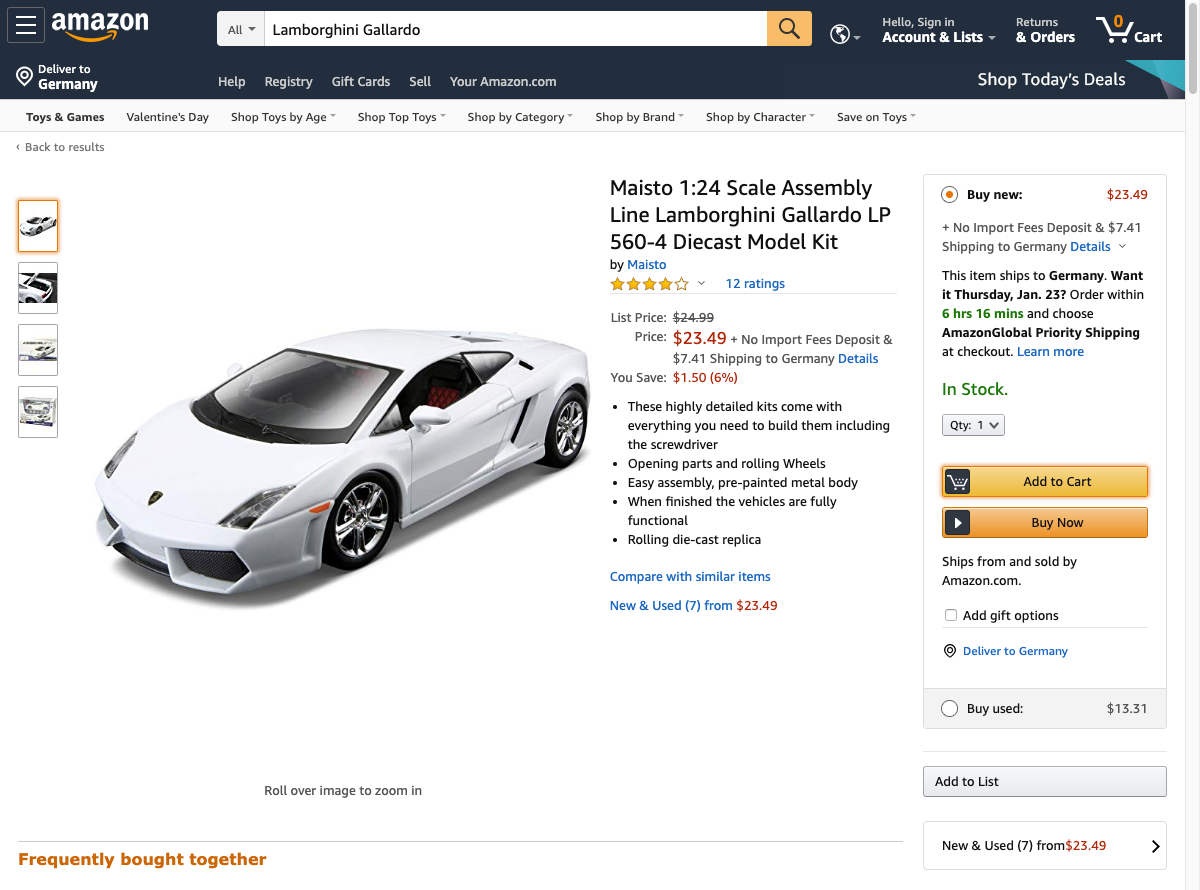 amazon
All
Lamborghini Gallardo
Hello, Sign in
Account & Lists
Returns
& Orders
0
Cart
Deliver to
Germany
Help
Registry
Gift Cards
Sell
Your Amazon.com
Shop Today's Deals
Toys & Games
Valentine's Day
Shop Toys by Age
Shop Top Toys
Shop by Category
Shop by Brand
Shop by Character
Save on Toys
‹ Back to results
Maisto 1:24 Scale Assembly
Line Lamborghini Gallardo LP
560-4 Diecast Model Kit
by Maisto
12 ratings
List Price: $24.99
Price: $23.49 + No Import Fees Deposit &
$7.41 Shipping to Germany Details
You Save: $1.50 (6%)
• These highly detailed kits come with
everything you need to build them including
the screwdriver
• Opening parts and rolling Wheels
• Easy assembly, pre-painted metal body
• When finished the vehicles are fully
functional
• Rolling die-cast replica
Compare with similar items
New & Used (7) from $23.49
Roll over image to zoom in
Frequently bought together
Buy new: $23.49
+ No Import Fees Deposit & $7.41
Shipping to Germany Details
This item ships to Germany. Want
it Thursday, Jan. 23? Order within
6 hrs 16 mins and choose
AmazonGlobal Priority Shipping
at checkout. Learn more
In Stock.
Qty: 1
Add to Cart
Buy Now
Ships from and sold by
Amazon.com.
Add gift options
Deliver to Germany
Buy used: $13.31
Add to List
New & Used (7) from$23.49